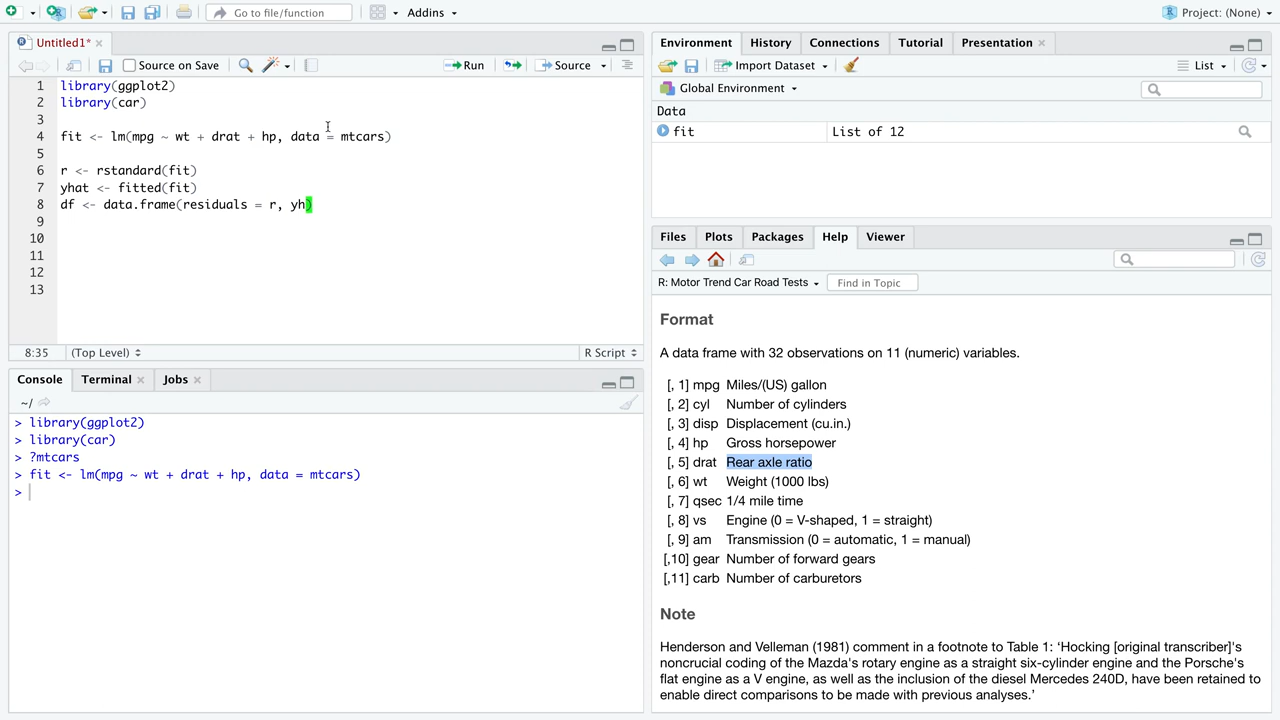 Go to file/function
Addins
Project: (None)
Untitled1*
Source on Save
Run
Source
1 library(ggplot2)
2 library(car)
3
4 fit <- lm(mpg ~ wt + drat + hp, data = mtcars)
5
6 r <- rstandard(fit)
7 yhat <- fitted(fit)
8 df <- data.frame(residuals = r, yh)
9
10
11
12
13
8:35 (Top Level) R Script
Console Terminal Jobs
~/
> library(ggplot2)
> library(car)
> ?mtcars
> fit <- lm(mpg ~ wt + drat + hp, data = mtcars)
>
Environment History Connections Tutorial Presentation
Import Dataset List
Global Environment
Data
fit List of 12
Files Plots Packages Help Viewer
R: Motor Trend Car Road Tests Find in Topic
Format
A data frame with 32 observations on 11 (numeric) variables.
[, 1] mpg Miles/(US) gallon
[, 2] cyl Number of cylinders
[, 3] disp Displacement (cu.in.)
[, 4] hp Gross horsepower
[, 5] drat Rear axle ratio
[, 6] wt Weight (1000 lbs)
[, 7] qsec 1/4 mile time
[, 8] vs Engine (0 = V-shaped, 1 = straight)
[, 9] am Transmission (0 = automatic, 1 = manual)
[,10] gear Number of forward gears
[,11] carb Number of carburetors
Note
Henderson and Velleman (1981) comment in a footnote to Table 1: ‘Hocking [original transcriber]'s
noncrucial coding of the Mazda's rotary engine as a straight six-cylinder engine and the Porsche's
flat engine as a V engine, as well as the inclusion of the diesel Mercedes 240D, have been retained to
enable direct comparisons to be made with previous analyses.’